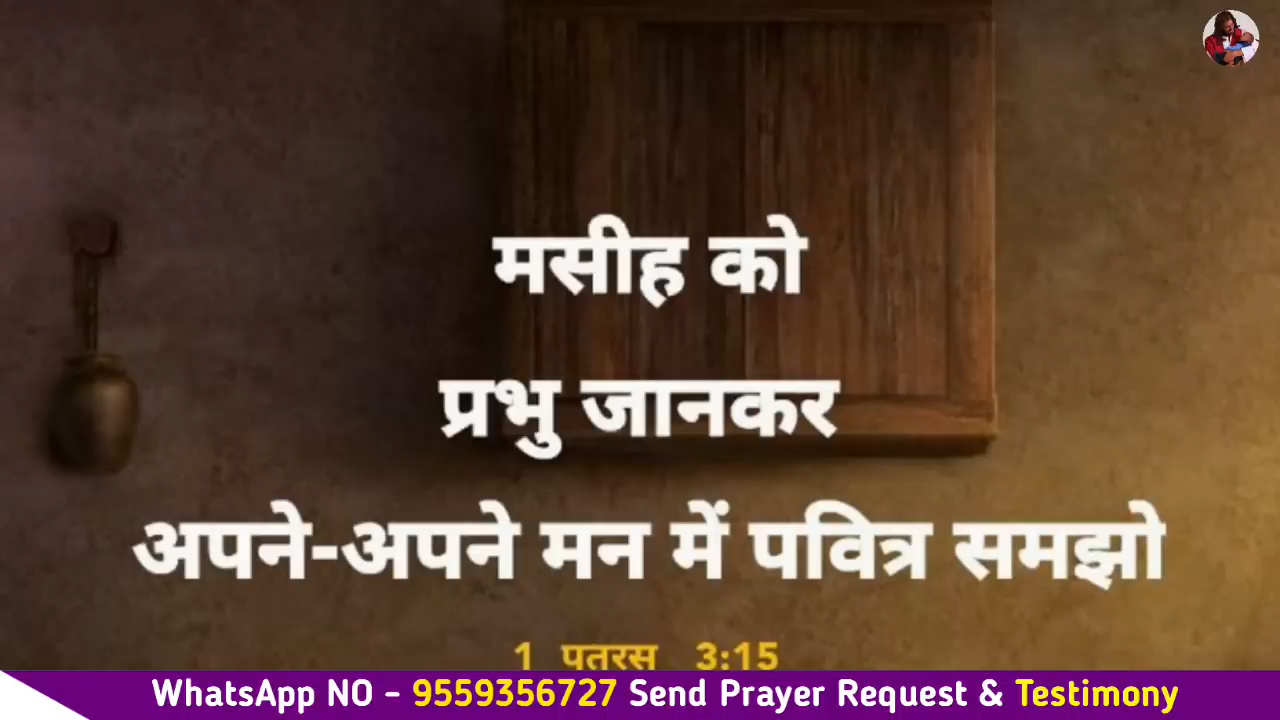 मसीह को
प्रभु जानकर
अपने-अपने मन में पवित्र समझो
1 पतरस 3:15
WhatsApp NO - 9559356727 Send Prayer Request & Testimony